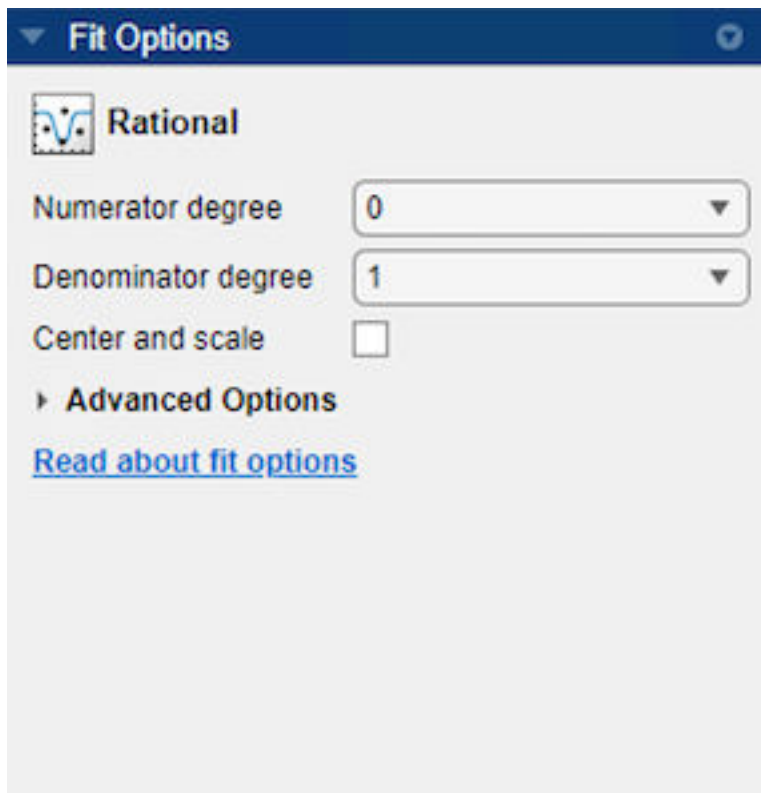 Fit Options
Rational
Numerator degree 0
Denominator degree 1
Center and scale
Advanced Options
Read about fit options